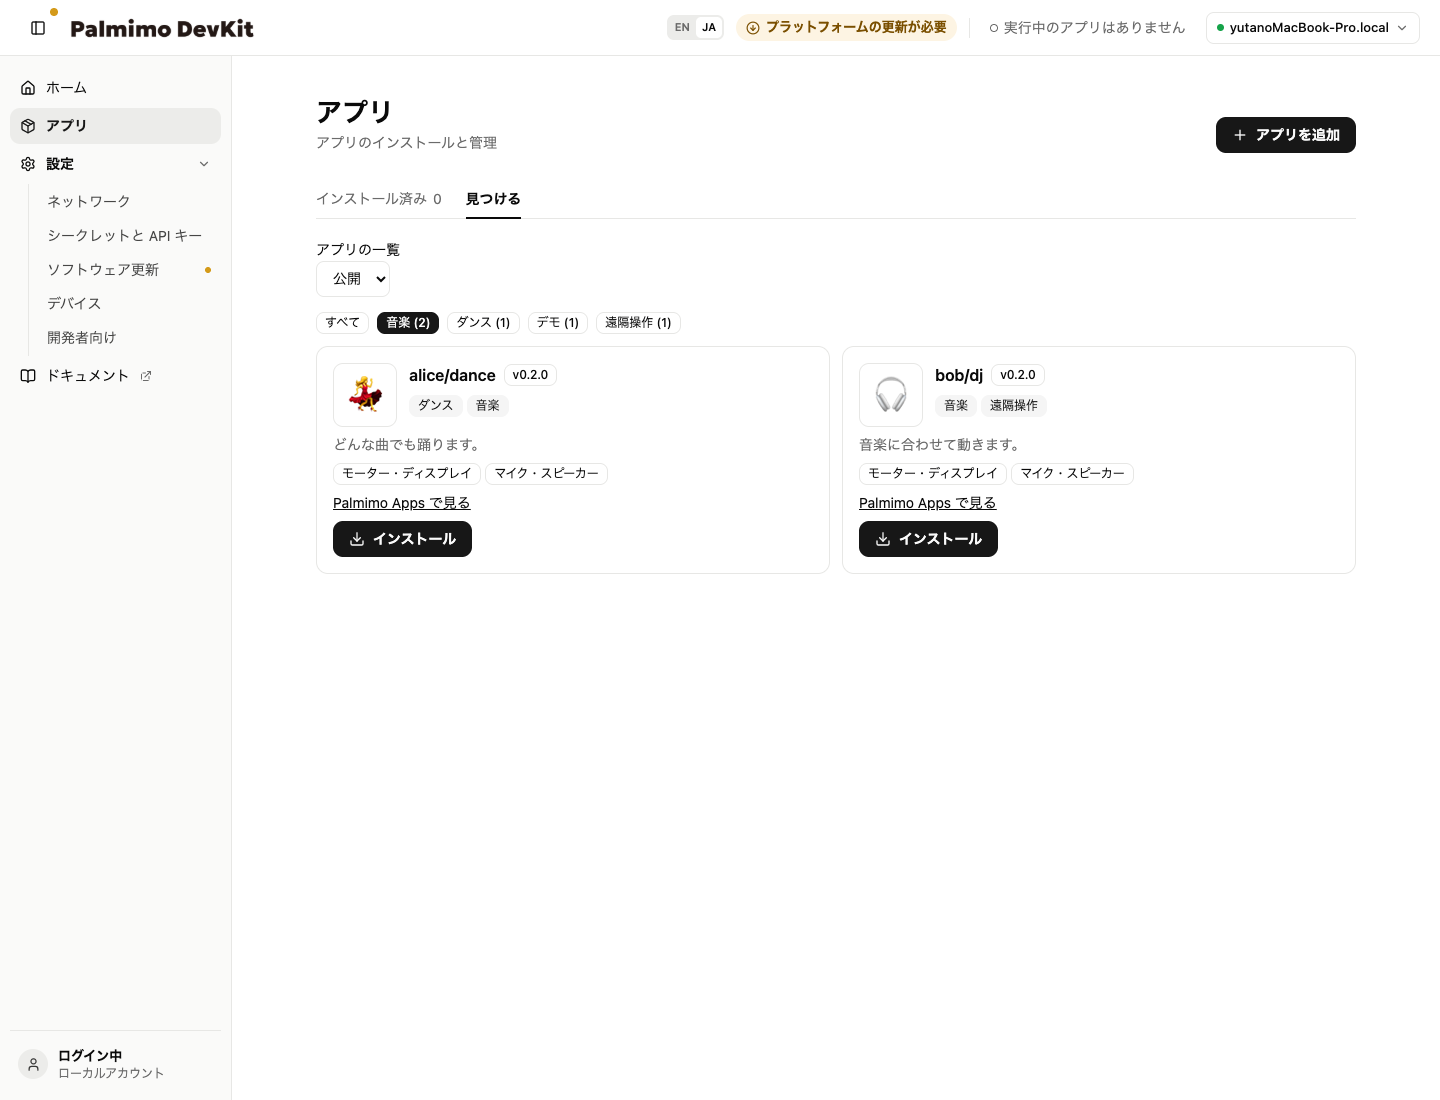 Palmimo DevKit
EN JA
プラットフォームの更新が必要
実行中のアプリはありません
yutanoMacBook-Pro.local
ホーム
アプリ
設定
ネットワーク
シークレットと API キー
ソフトウェア更新
デバイス
開発者向け
ドキュメント
ログイン中
ローカルアカウント
アプリ
アプリのインストールと管理
アプリを追加
インストール済み 0 見つける
アプリの一覧
公開
すべて 音楽 (2) ダンス (1) デモ (1) 遠隔操作 (1)
alice/dance v0.2.0
ダンス 音楽
どんな曲でも踊ります。
モーター・ディスプレイ マイク・スピーカー
Palmimo Apps で見る
インストール
bob/dj v0.2.0
音楽 遠隔操作
音楽に合わせて動きます。
モーター・ディスプレイ マイク・スピーカー
Palmimo Apps で見る
インストール